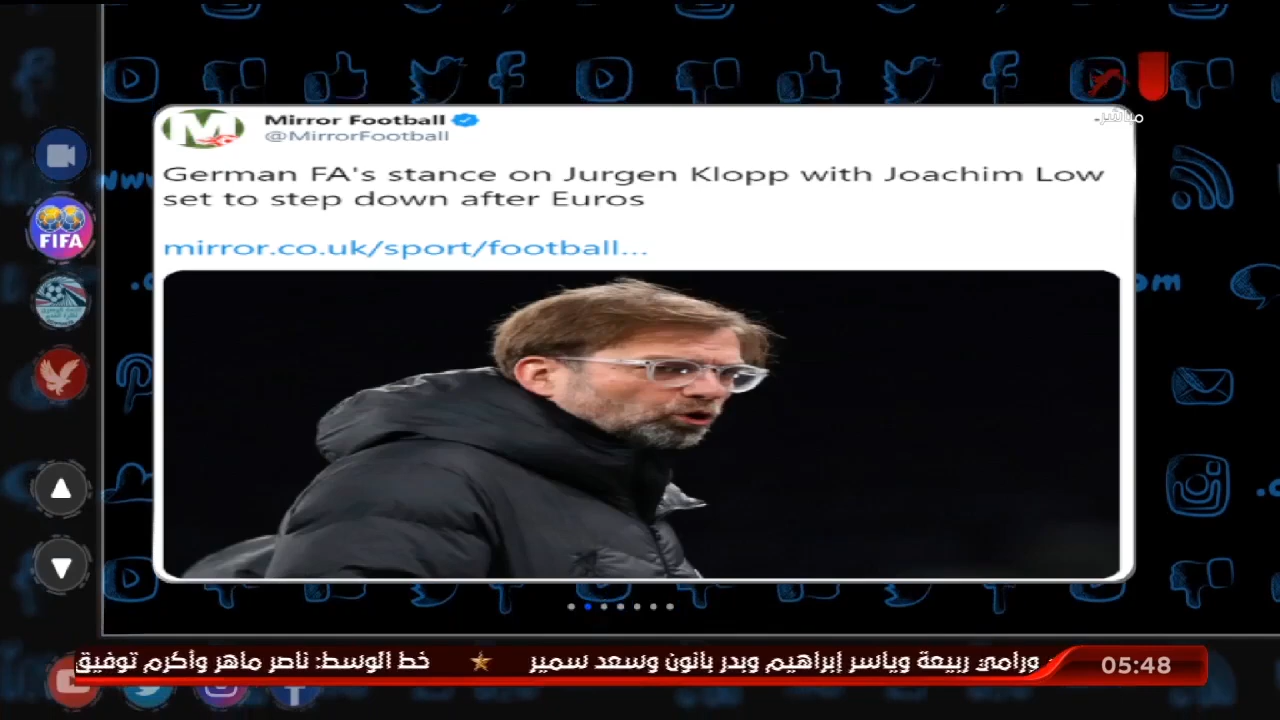 Mirror Football
@MirrorFootball
مباشر
German FA's stance on Jurgen Klopp with Joachim Low
set to step down after Euros
mirror.co.uk/sport/football...
FIFA
ورامي ربيعة وياسر إبراهيم وبدر بانون وسعد سمير ★ خط الوسط: ناصر ماهر وأكرم توفيق
05:48